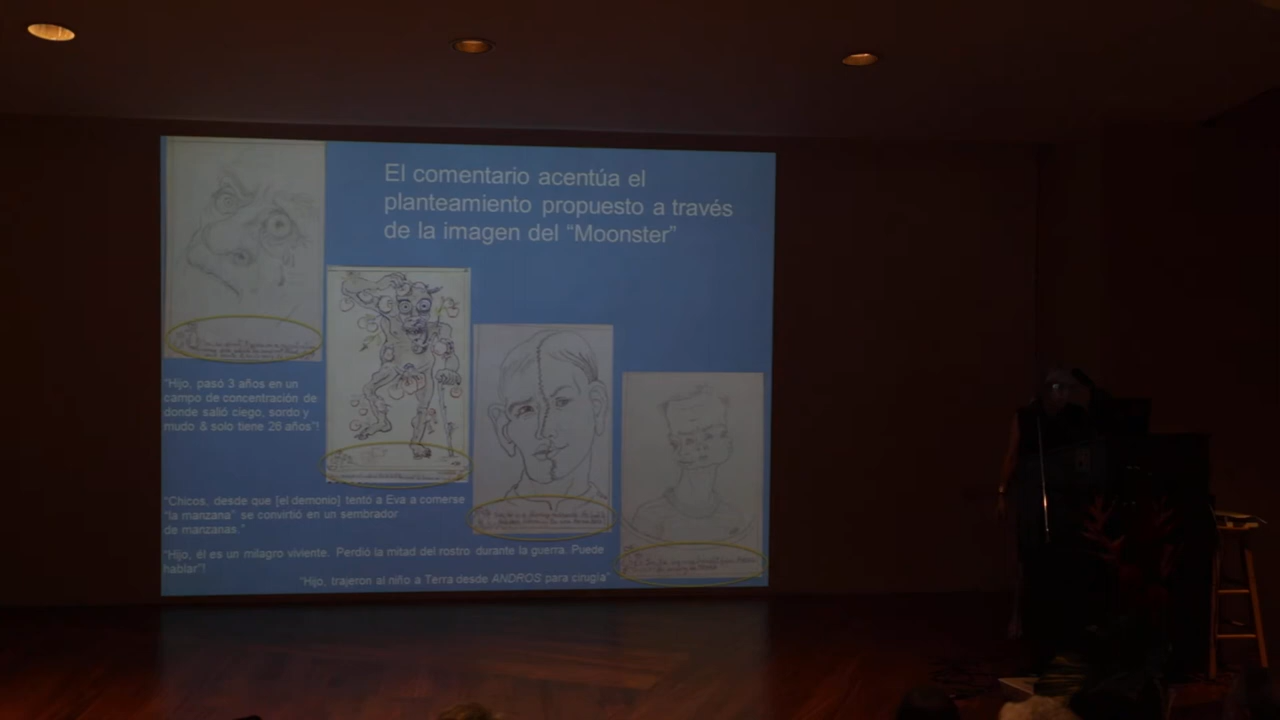 El comentario acentúa el
planteamiento propuesto a través
de la imagen del “Moonster”
“Hijo, pasó 3 años en un
campo de concentración de
donde salió ciego, sordo y
mudo & solo tiene 26 años”!
“Chicos, desde que [el demonio] tentó a Eva a comerse
“la manzana” se convirtió en un sembrador
de manzanas.”
“Hijo, él es un milagro viviente. Perdió la mitad del rostro durante la guerra. Puede
hablar”!
“Hijo, trajeron al niño a Terra desde ANDROS para cirugía”